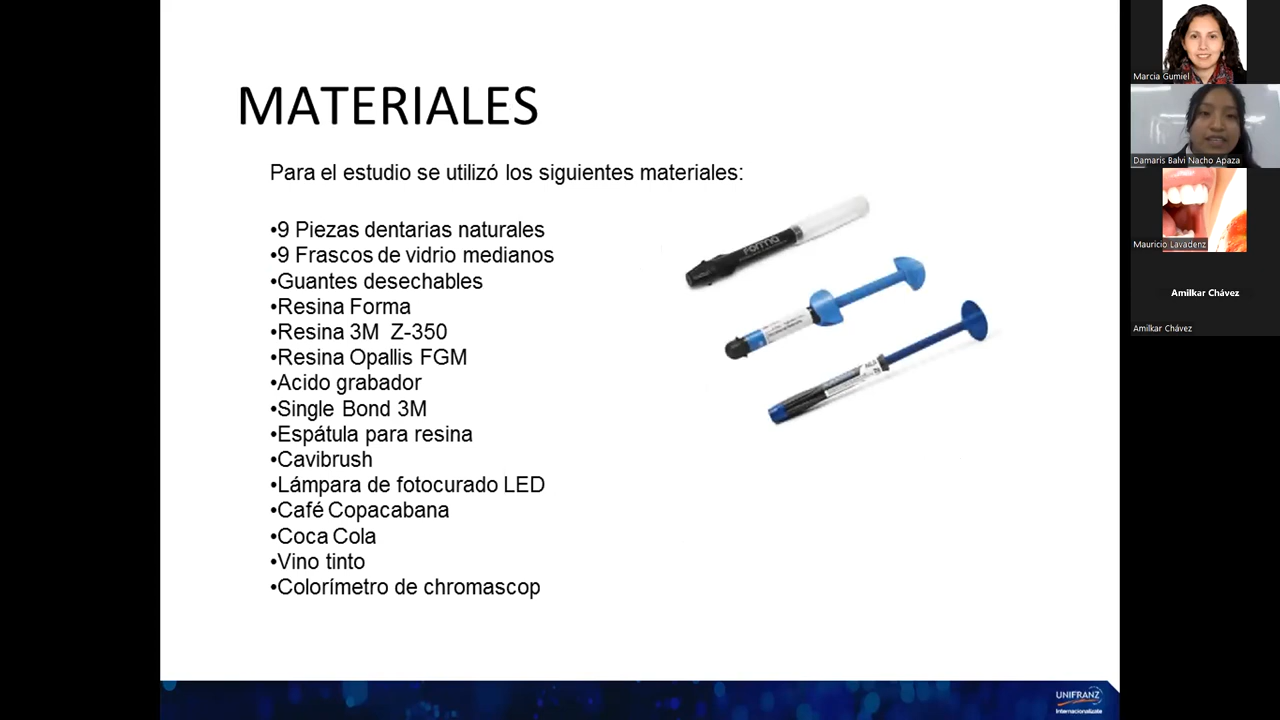 MATERIALES
Para el estudio se utilizó los siguientes materiales:
•9 Piezas dentarias naturales
•9 Frascos de vidrio medianos
•Guantes desechables
•Resina Forma
•Resina 3M Z-350
•Resina Opallis FGM
•Acido grabador
•Single Bond 3M
•Espátula para resina
•Cavibrush
•Lámpara de fotocurado LED
•Café Copacabana
•Coca Cola
•Vino tinto
•Colorímetro de chromascop
Forma
UNIFRANZ
Internacionalízate
Marcia Gumiel
Damaris Balvi Nacho Apaza
Mauricio Lavadenz
Amilkar Chávez
Amilkar Chávez